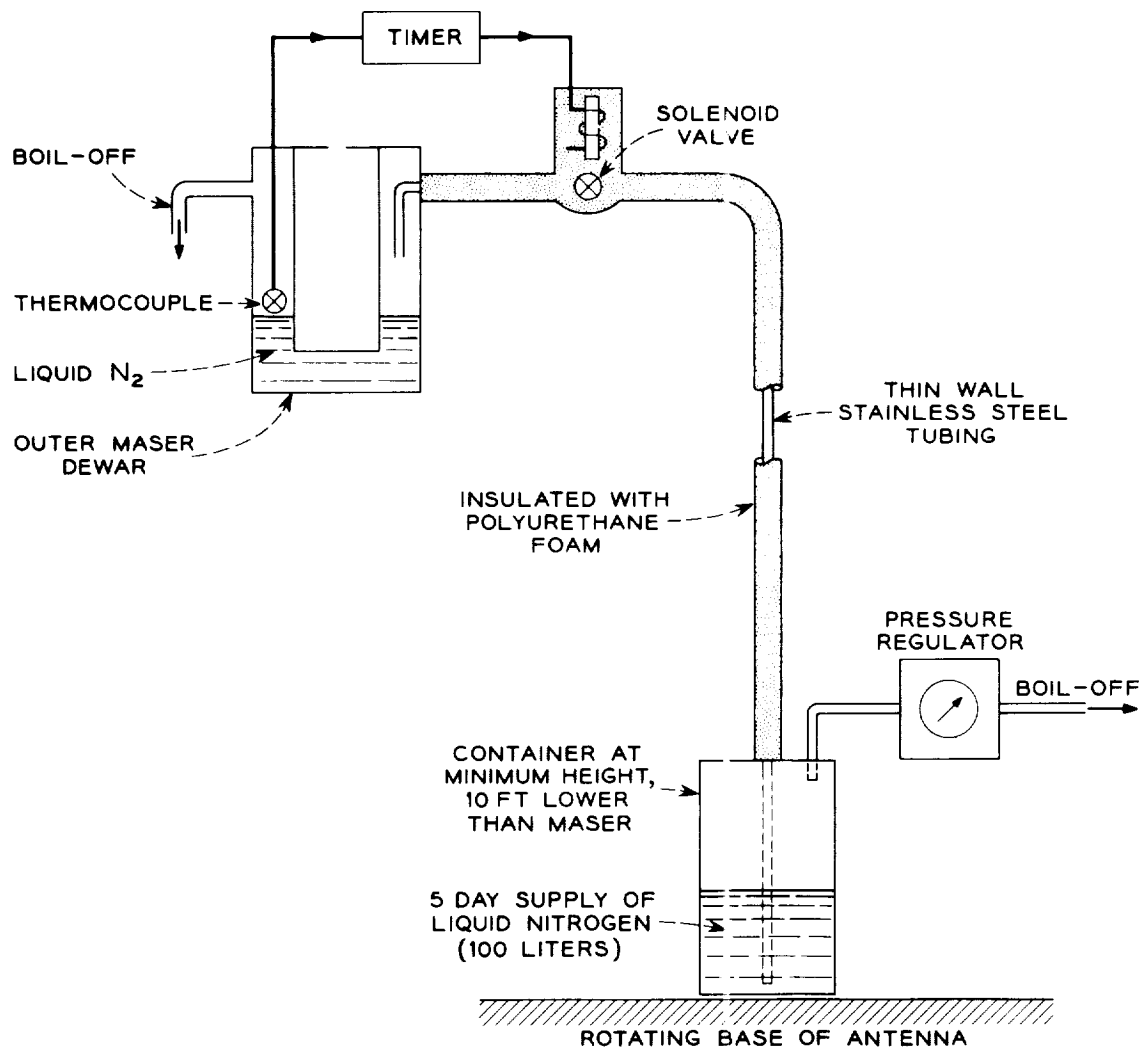 TIMER
SOLENOID
VALVE
BOIL-OFF
THERMOCOUPLE
LIQUID N₂
OUTER MASER
DEWAR
THIN WALL
STAINLESS STEEL
TUBING
INSULATED WITH
POLYURETHANE
FOAM
PRESSURE
REGULATOR
BOIL-OFF
CONTAINER AT
MINIMUM HEIGHT,
10 FT LOWER
THAN MASER
5 DAY SUPPLY OF
LIQUID NITROGEN
(100 LITERS)
ROTATING BASE OF ANTENNA